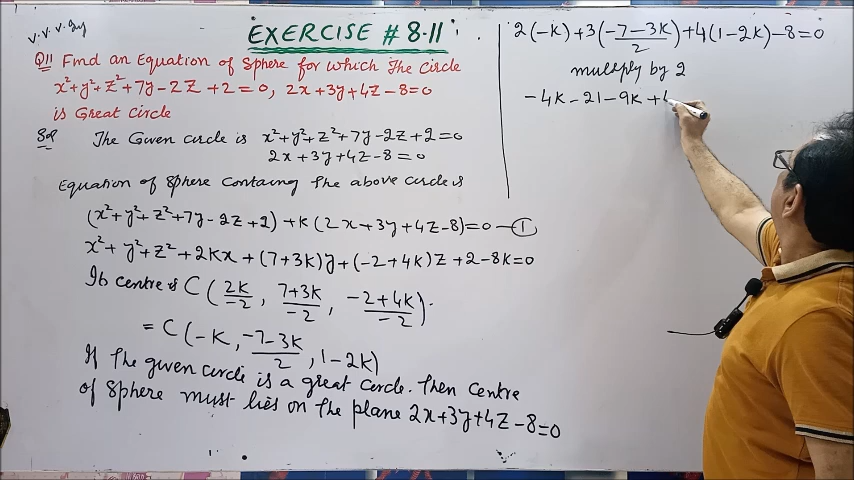 v.v.v.Imp
EXERCISE # 8.11
Q11 Find an Equation of Sphere for which The Circle
x²+y²+z²+7y-2z+2=0, 2x+3y+4z-8=0
is Great Circle
Sol The Given circle is x²+y²+z²+7y-2z+2=0
2x+3y+4z-8=0
Equation of Sphere Containg The above circle is
(x²+y²+z²+7y-2z+2)+k(2x+3y+4z-8)=0 —①
x²+y²+z²+2kx+(7+3k)y+(-2+4k)z+2-8k=0
Its centre is C(2k/-2, 7+3k/-2, -2+4k/-2).
= C(-k, -7-3k/2, 1-2k)
If The given circle is a great circle. Then centre
of Sphere must lies on The plane 2x+3y+4z-8=0
2(-k)+3(-7-3k/2)+4(1-2k)-8=0
multiply by 2
-4k-21-9k+